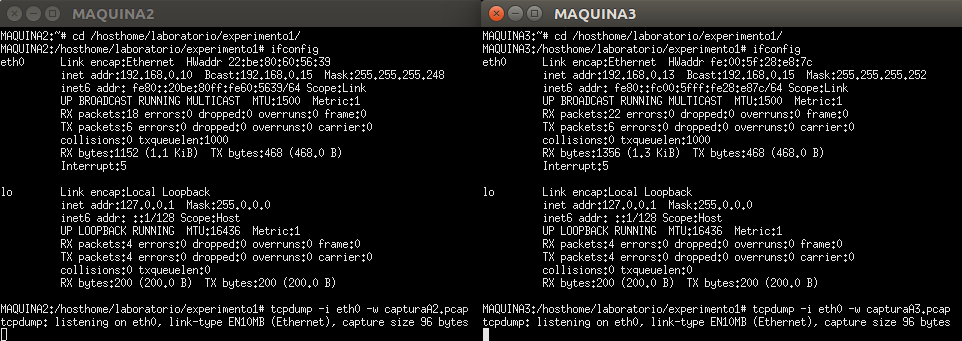 MAQUINA2
MAQUINA2:~# cd /hosthome/laboratorio/experimento1/
MAQUINA2:/hosthome/laboratorio/experimento1# ifconfig
eth0      Link encap:Ethernet  HWaddr 22:be:80:60:56:39
          inet addr:192.168.0.10  Bcast:192.168.0.15  Mask:255.255.255.248
          inet6 addr: fe80::20be:80ff:fe60:5639/64 Scope:Link
          UP BROADCAST RUNNING MULTICAST  MTU:1500  Metric:1
          RX packets:18 errors:0 dropped:0 overruns:0 frame:0
          TX packets:6 errors:0 dropped:0 overruns:0 carrier:0
          collisions:0 txqueuelen:1000
          RX bytes:1152 (1.1 KiB)  TX bytes:468 (468.0 B)
          Interrupt:5
lo        Link encap:Local Loopback
          inet addr:127.0.0.1  Mask:255.0.0.0
          inet6 addr: ::1/128 Scope:Host
          UP LOOPBACK RUNNING  MTU:16436  Metric:1
          RX packets:4 errors:0 dropped:0 overruns:0 frame:0
          TX packets:4 errors:0 dropped:0 overruns:0 carrier:0
          collisions:0 txqueuelen:0
          RX bytes:200 (200.0 B)  TX bytes:200 (200.0 B)
MAQUINA2:/hosthome/laboratorio/experimento1# tcpdump -i eth0 -w capturaA2.pcap
tcpdump: listening on eth0, link-type EN10MB (Ethernet), capture size 96 bytes
MAQUINA3
MAQUINA3:~# cd /hosthome/laboratorio/experimento1/
MAQUINA3:/hosthome/laboratorio/experimento1# ifconfig
eth0      Link encap:Ethernet  HWaddr fe:00:5f:28:e8:7c
          inet addr:192.168.0.13  Bcast:192.168.0.15  Mask:255.255.255.252
          inet6 addr: fe80::fc00:5fff:fe28:e87c/64 Scope:Link
          UP BROADCAST RUNNING MULTICAST  MTU:1500  Metric:1
          RX packets:22 errors:0 dropped:0 overruns:0 frame:0
          TX packets:6 errors:0 dropped:0 overruns:0 carrier:0
          collisions:0 txqueuelen:1000
          RX bytes:1356 (1.3 KiB)  TX bytes:468 (468.0 B)
          Interrupt:5
lo        Link encap:Local Loopback
          inet addr:127.0.0.1  Mask:255.0.0.0
          inet6 addr: ::1/128 Scope:Host
          UP LOOPBACK RUNNING  MTU:16436  Metric:1
          RX packets:4 errors:0 dropped:0 overruns:0 frame:0
          TX packets:4 errors:0 dropped:0 overruns:0 carrier:0
          collisions:0 txqueuelen:0
          RX bytes:200 (200.0 B)  TX bytes:200 (200.0 B)
MAQUINA3:/hosthome/laboratorio/experimento1# tcpdump -i eth0 -w capturaA3.pcap
tcpdump: listening on eth0, link-type EN10MB (Ethernet), capture size 96 bytes